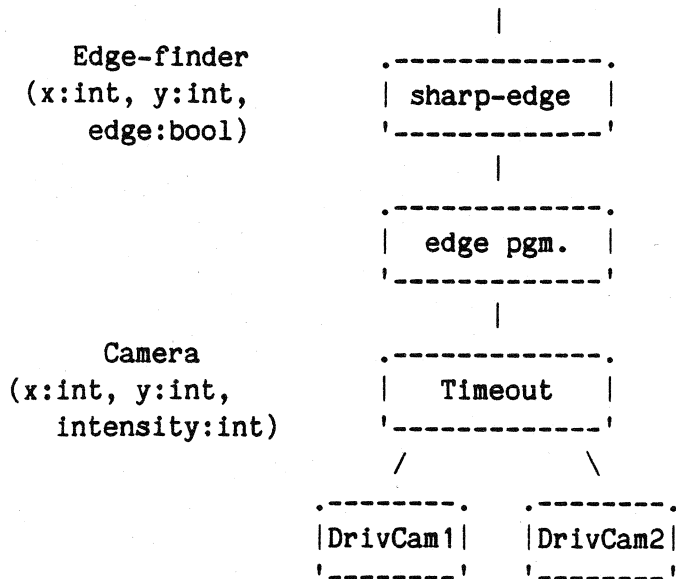 Edge-finder
(x:int, y:int,
edge:bool)
sharp-edge
edge pgm.
Camera
(x:int, y:int,
intensity:int)
Timeout
DrivCam1
DrivCam2